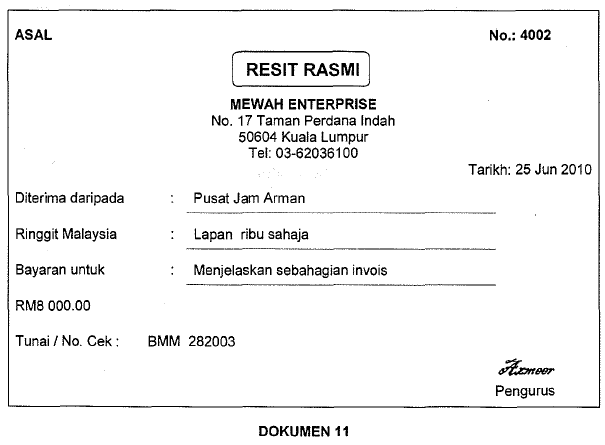 ASAL No.: 4002
RESIT RASMI
MEWAH ENTERPRISE
No. 17 Taman Perdana Indah
50604 Kuala Lumpur
Tel: 03-62036100
Tarikh: 25 Jun 2010
Diterima daripada : Pusat Jam Arman
Ringgit Malaysia : Lapan ribu sahaja
Bayaran untuk : Menjelaskan sebahagian invois
RM8 000.00
Tunai / No. Cek : BMM 282003
Pengurus
DOKUMEN 11